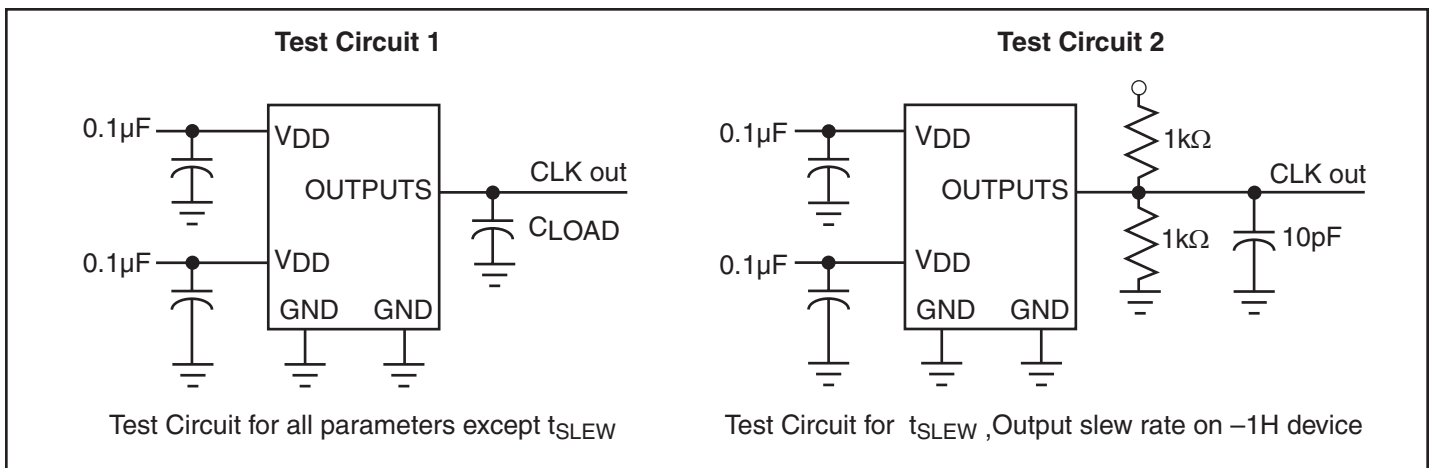 Test Circuit 1
0.1µF
VDD
OUTPUTS
CLK out
CLOAD
0.1µF
VDD
GND GND
Test Circuit for all parameters except tSLEW
Test Circuit 2
1kΩ
0.1µF
VDD
OUTPUTS
CLK out
1kΩ
10pF
0.1µF
VDD
GND GND
Test Circuit for tSLEW ,Output slew rate on –1H device